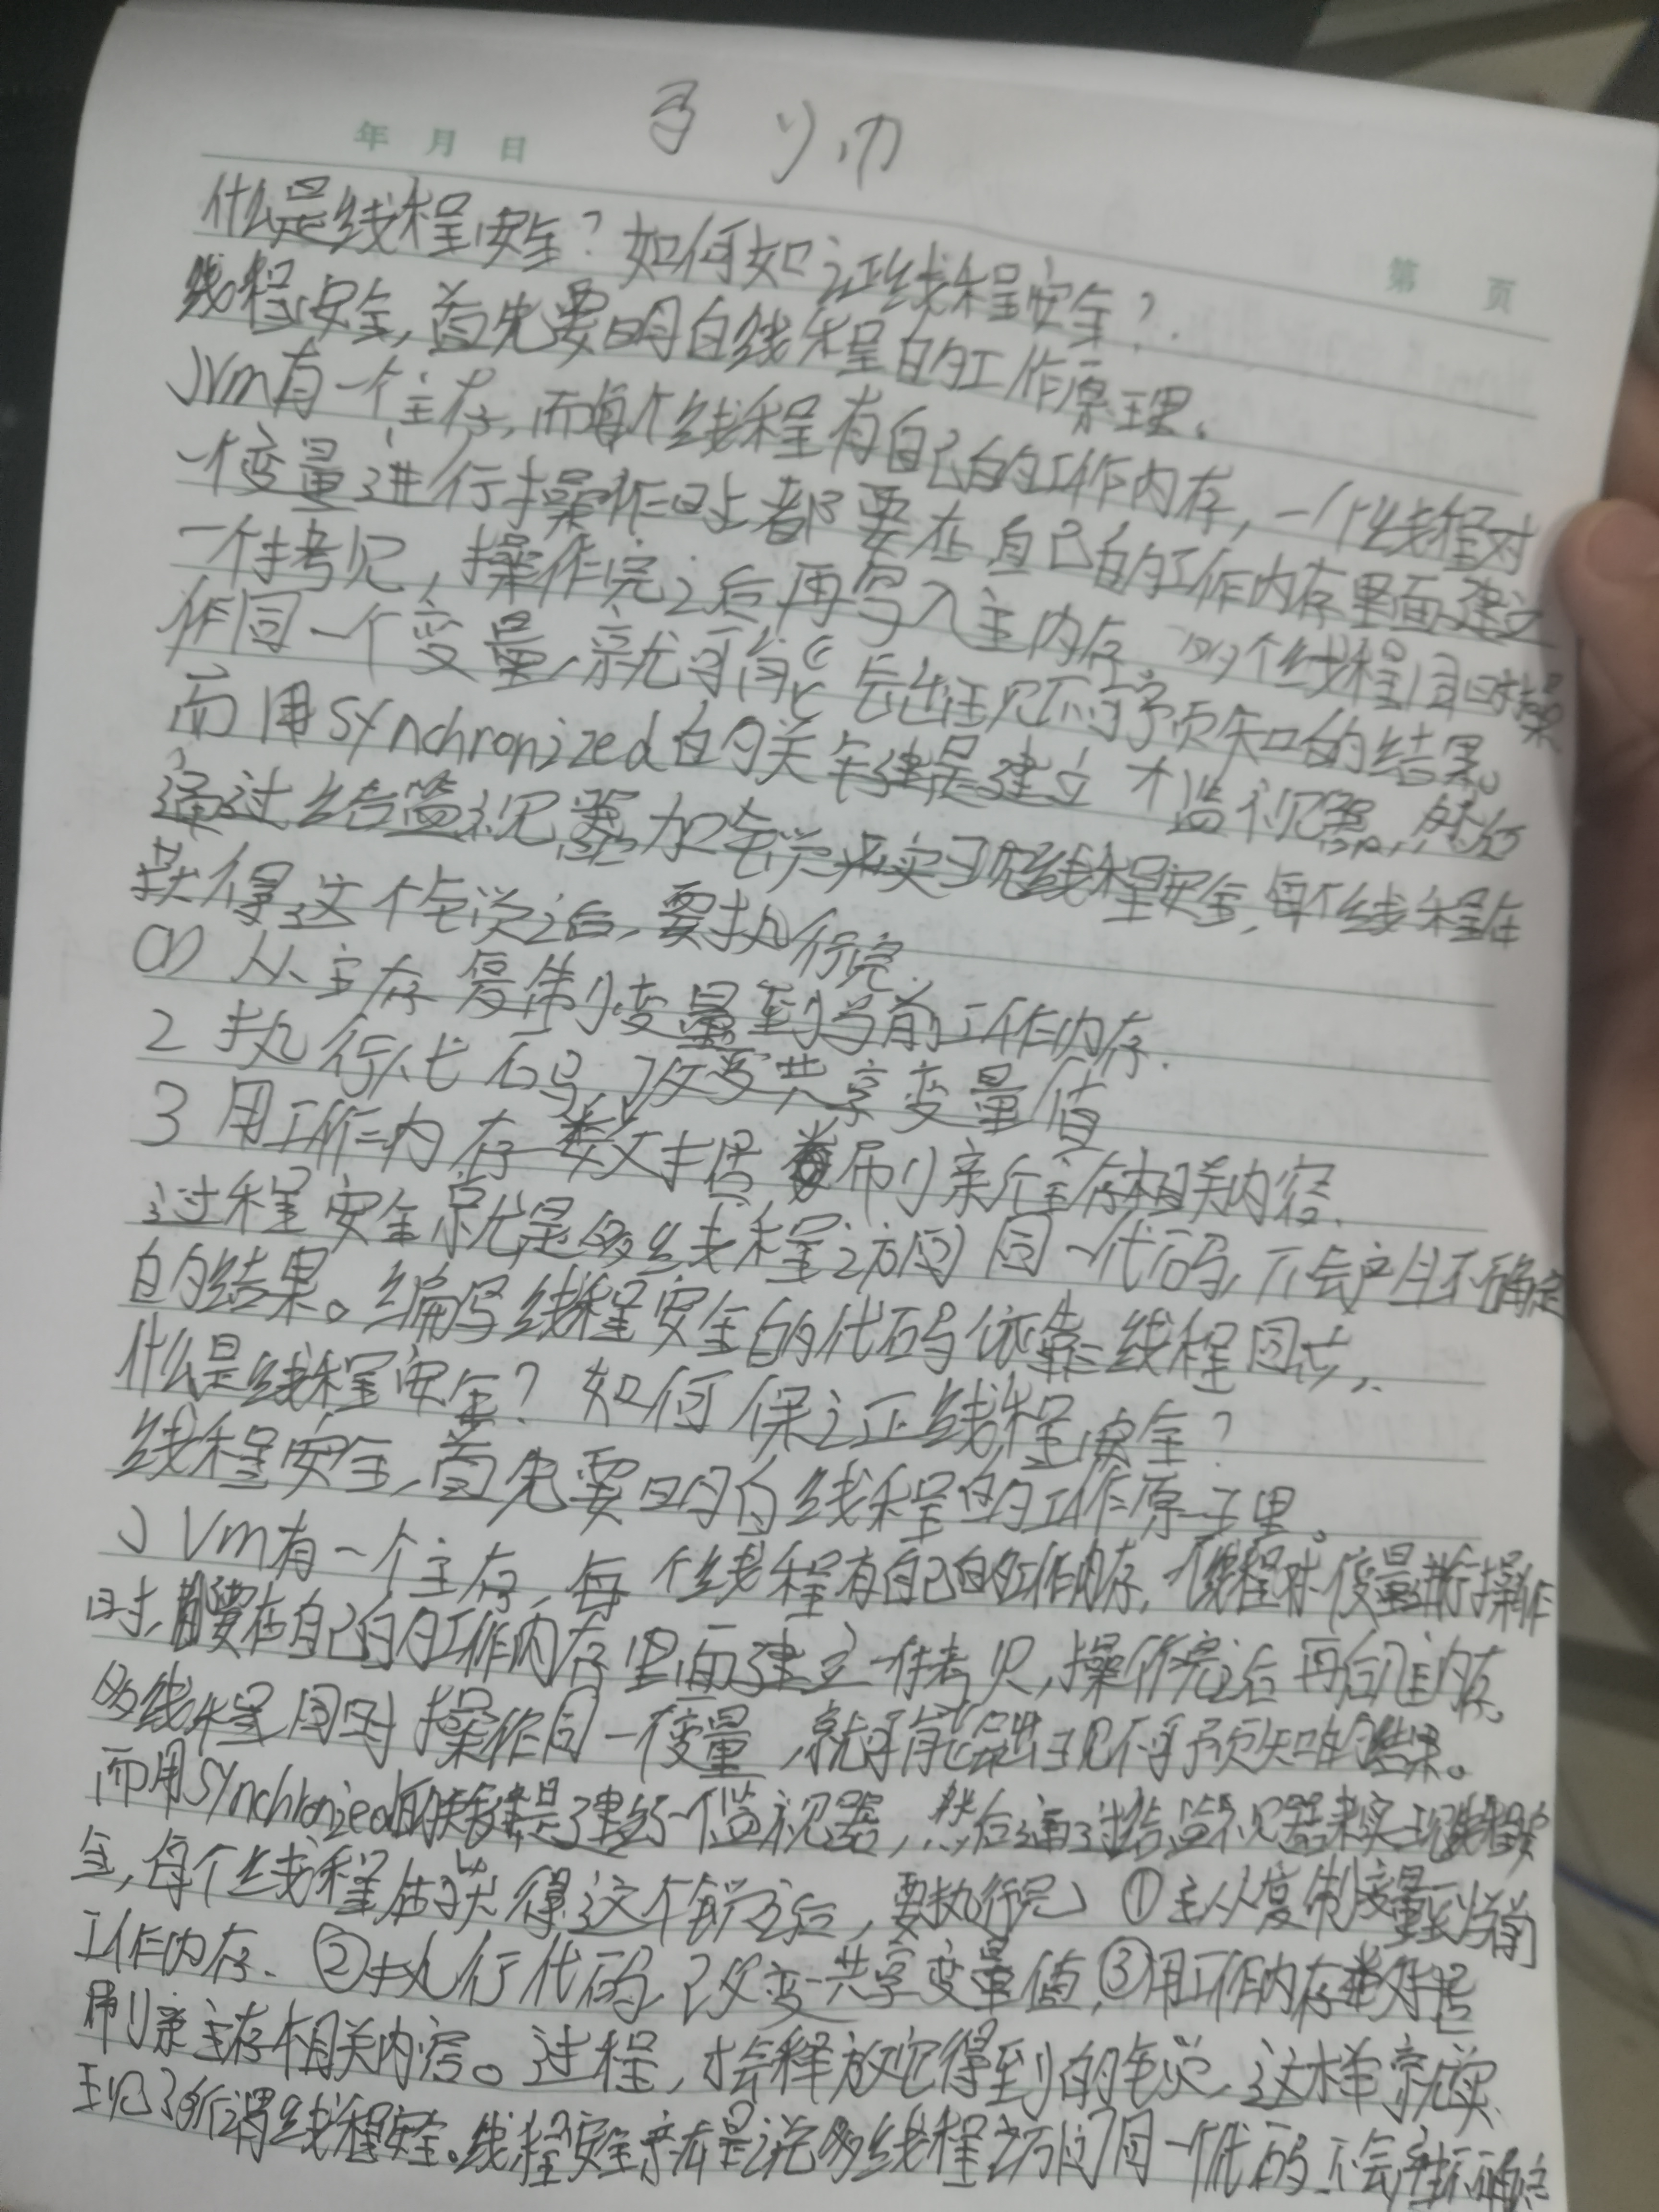 年 月 日
第 页
什么是线程安全?如何如证线程安全?
线程安全,首先要明白线程的工作原理。
JVm有一个主存,而每个线程有自己的工作内存,一个线程对
一个变量进行操作时都要在自己的工作内存里面建立
一个拷贝,操作完之后再写入主内存。多个线程同时操
作同一个变量,就可能会出现不可预知的结果。
而用synchronized的关键是建立个监视器,然后
通过给监视器加锁来实现线程安全,每个线程在
获得这个锁之后,要执行完.
(1) 从主存复制变量到当前工作内存.
2 执行代码,改变共享变量值
3 用工作内存数据刷新主存相关内容.
过程安全就是多线程访问同一代码,不会产生不确定
的结果。编写线程安全的代码依靠线程同步.
什么是线程安全?如何保证线程安全?
线程安全,首先要明白线程的工作原理。
JVm有一个主存,每个线程有自己的工作内存,个线程对一个变量进行操作
时,都要在自己的工作内存里面建立一个拷贝,操作完之后再写回主内存。
多线程同时操作同一个变量,就可能会出现不可预知的结果。
而用synchronized的关键是建立一个监视器,然后通过给监视器来实现线程安
全,每个线程在获得这个锁之后,要执行完 ①主从复制变量到当前
工作内存. ②执行代码,改变共享变量值,③用工作内存数据
刷新主存相关内容。过程,才会释放它得到的锁,这样就实
现了所谓线程安全。线程安全就是说多线程访问同一个代码,不会产生不确定